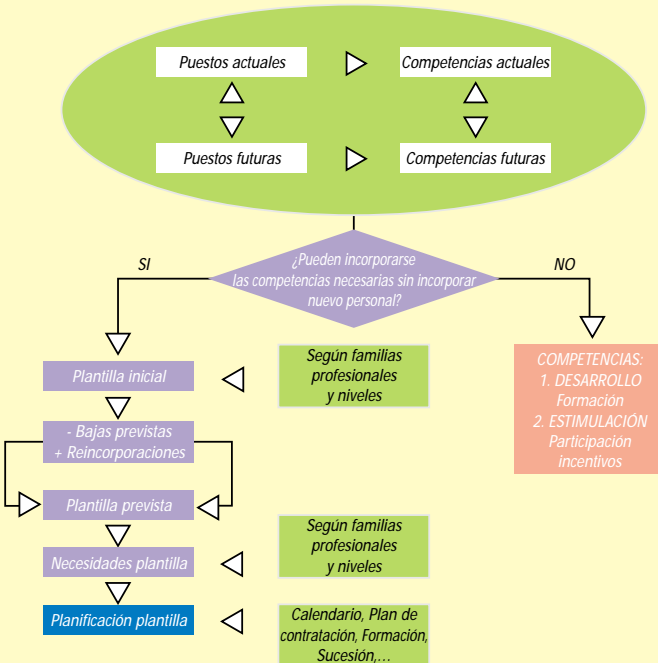 Puestos actuales
Competencias actuales
Puestos futuras
Competencias futuras
¿Pueden incorporarse
las competencias necesarias sin incorporar
nuevo personal?
SI
NO
Plantilla inicial
Según familias
profesionales
y niveles
COMPETENCIAS:
1. DESARROLLO
Formación
2. ESTIMULACIÓN
Participación
incentivos
- Bajas previstas
+ Reincorporaciones
Plantilla prevista
Necesidades plantilla
Según familias
profesionales
y niveles
Planificación plantilla
Calendario, Plan de
contratación, Formación,
Sucesión,...